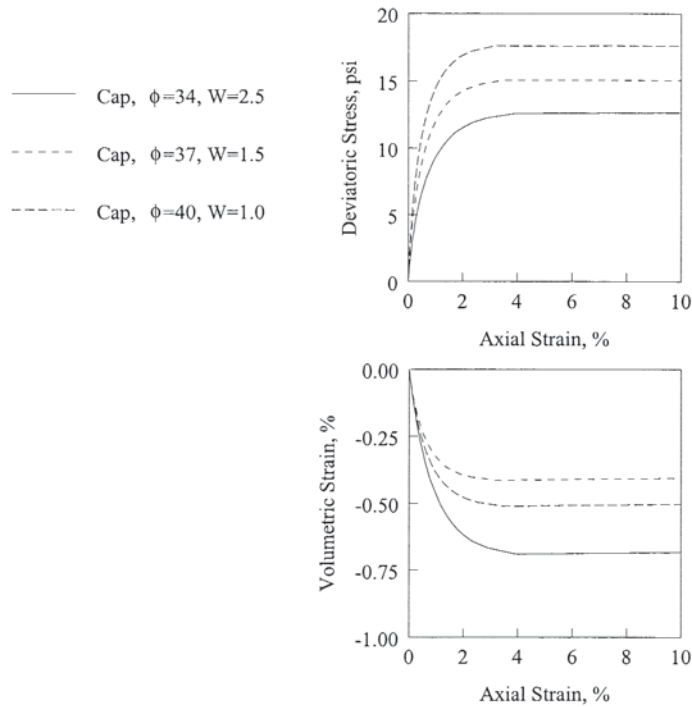 Cap, ϕ=34, W=2.5
Cap, ϕ=37, W=1.5
Cap, ϕ=40, W=1.0
Deviatoric Stress, psi
20
15
10
5
0
0 2 4 6 8 10
Axial Strain, %
Volumetric Strain, %
0.00
-0.25
-0.50
-0.75
-1.00
0 2 4 6 8 10
Axial Strain, %